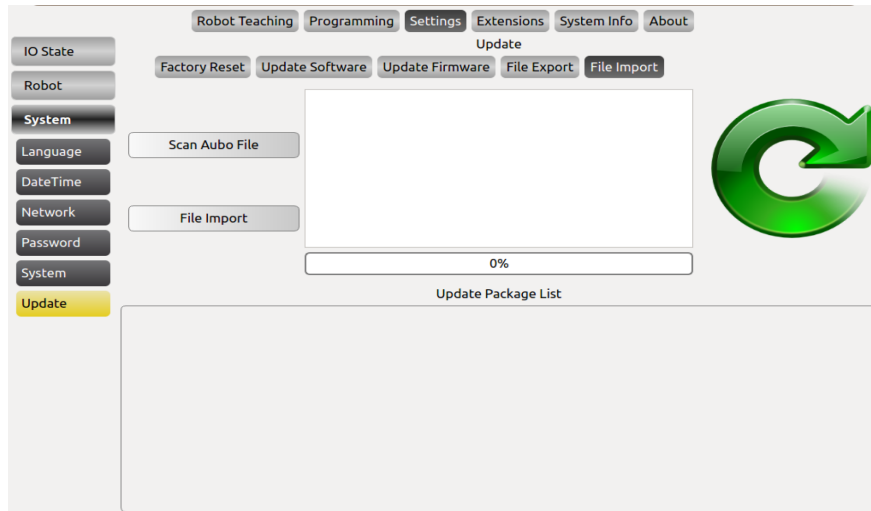 Robot Teaching Programming Settings Extensions System Info About
Update
Factory Reset Update Software Update Firmware File Export File Import
IO State
Robot
System
Language
DateTime
Network
Password
System
Update
Scan Aubo File
File Import
0%
Update Package List